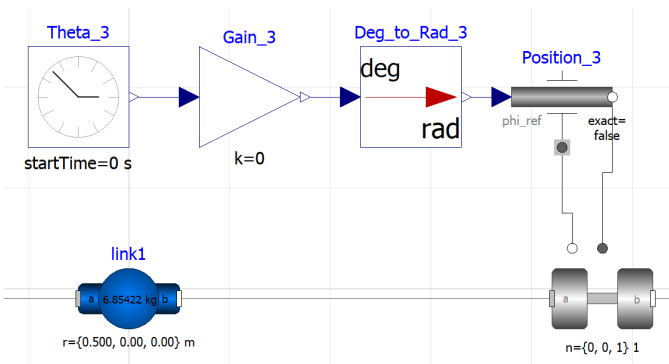 Theta_3
Gain_3
Deg_to_Rad_3
Position_3
deg
rad
phi_ref
exact=
false
startTime=0 s
k=0
link1
a
6.85422 kg
b
a
b
r={0.500, 0.00, 0.00} m
n={0, 0, 1} 1